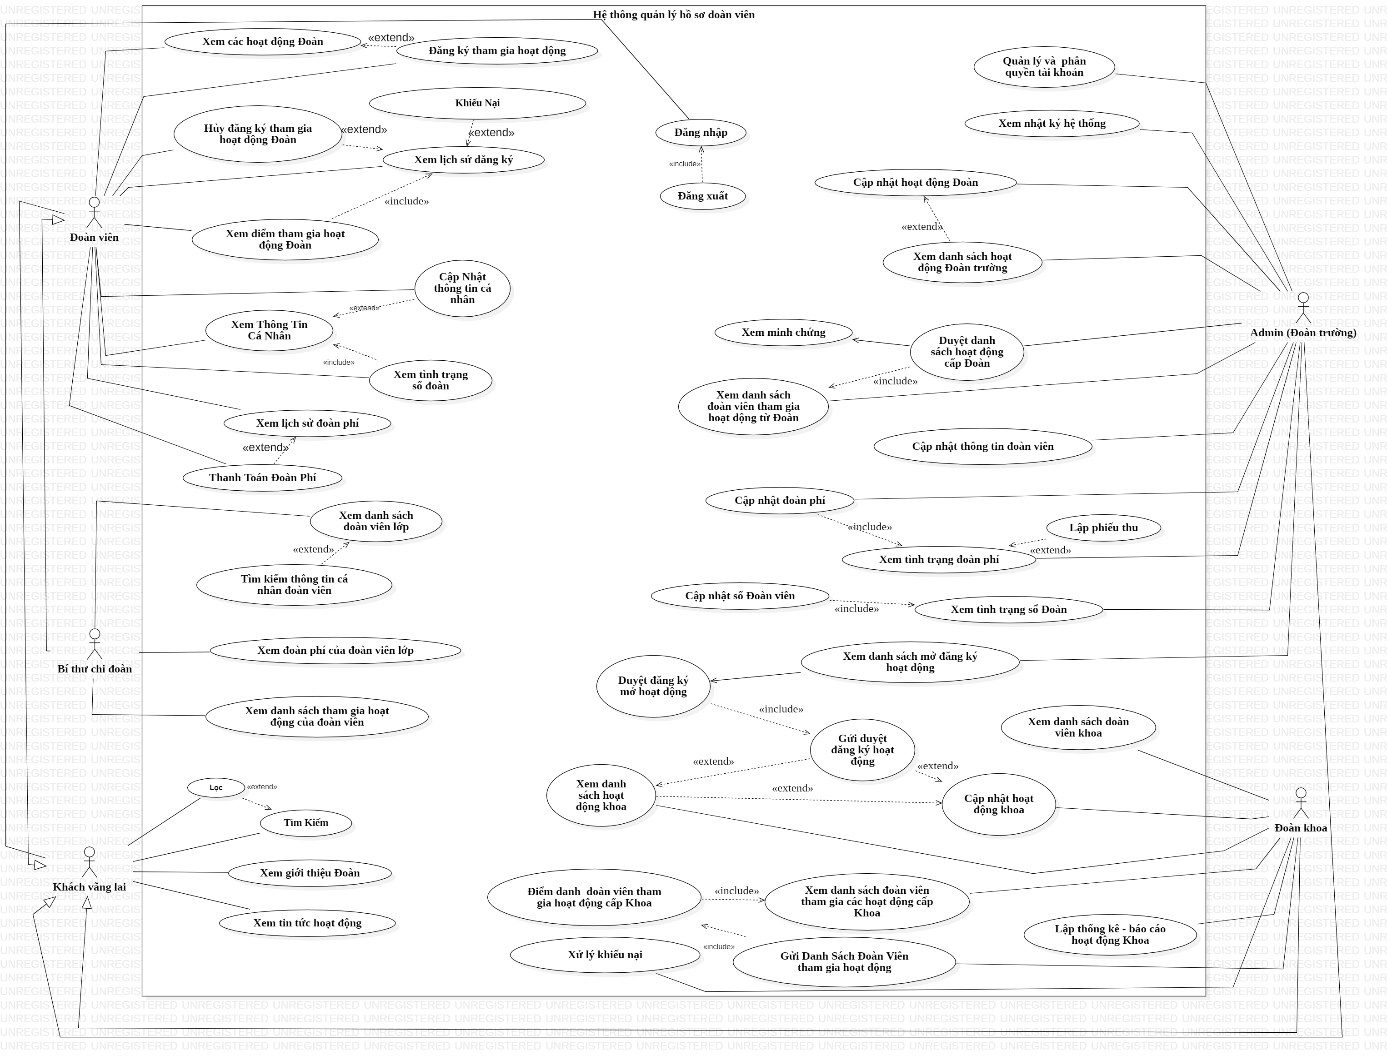 Hệ thông quản lý hồ sơ đoàn viên
Xem các hoạt động Đoàn
«extend»
Đăng ký tham gia hoạt động
Khiếu Nại
Hủy đăng ký tham gia
hoạt động Đoàn
«extend»
«extend»
Xem lịch sử đăng ký
«include»
Xem điểm tham gia hoạt
động Đoàn
Đoàn viên
Cập Nhật
thông tin cá
nhân
«extend»
Xem Thông Tin
Cá Nhân
«include»
Xem tình trạng
sổ đoàn
Xem lịch sử đoàn phí
«extend»
Thanh Toán Đoàn Phí
Xem danh sách
đoàn viên lớp
«extend»
Tìm kiếm thông tin cá
nhân đoàn viên
Bí thư chi đoàn
Xem đoàn phí của đoàn viên lớp
Xem danh sách tham gia hoạt
động của đoàn viên
Lọc
«extend»
Tìm Kiếm
Xem giới thiệu Đoàn
Khách vãng lai
Xem tin tức hoạt động
Đăng nhập
«include»
Đăng xuất
Quản lý và phân
quyền tài khoản
Xem nhật ký hệ thống
Cập nhật hoạt động Đoàn
«extend»
Xem danh sách hoạt
động Đoàn trường
Admin (Đoàn trường)
Xem minh chứng
Duyệt danh
sách hoạt động
cấp Đoàn
«include»
Xem danh sách
đoàn viên tham gia
hoạt động từ Đoàn
Cập nhật thông tin đoàn viên
Cập nhật đoàn phí
«include»
Lập phiếu thu
«extend»
Xem tình trạng đoàn phí
Cập nhật sổ Đoàn viên
«include»
Xem tình trạng sổ Đoàn
Xem danh sách mở đăng ký
hoạt động
Duyệt đăng ký
mở hoạt động
«include»
Gửi duyệt
đăng ký hoạt
động
Xem danh sách đoàn
viên khoa
«extend»
«extend»
Xem danh
sách hoạt
động khoa
«extend»
Cập nhật hoạt
động khoa
Đoàn khoa
Điểm danh đoàn viên tham
gia hoạt động cấp Khoa
«include»
Xem danh sách đoàn viên
tham gia các hoạt động cấp
Khoa
Lập thống kê - báo cáo
hoạt động Khoa
Xử lý khiếu nại
«include»
Gửi Danh Sách Đoàn Viên
tham gia hoạt động